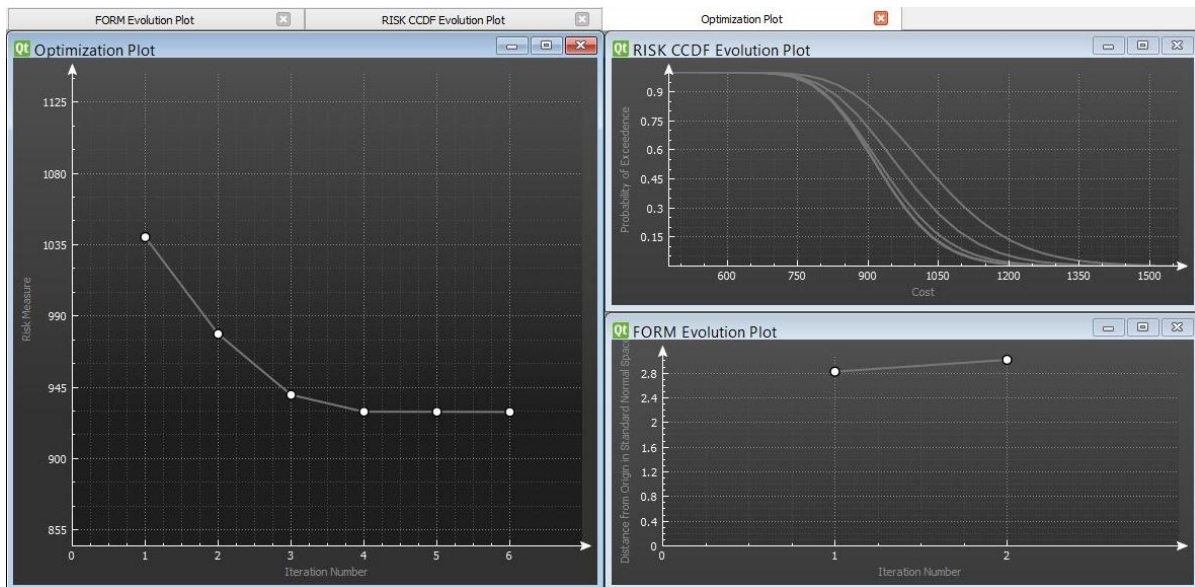 FORM Evolution Plot
RISK CCDF Evolution Plot
Optimization Plot
Qt Optimization Plot
1125
1080
1035
990
945
900
855
Risk Measure
0 1 2 3 4 5 6
Iteration Number
Qt RISK CCDF Evolution Plot
0.9
0.75
0.6
0.45
0.3
0.15
Probability of Exceedence
600 750 900 1050 1200 1350 1500
Cost
Qt FORM Evolution Plot
2.8
2.4
2
1.6
1.2
0.8
0.4
0
Distance from Origin in Standard Normal Spac
0 1 2
Iteration Number